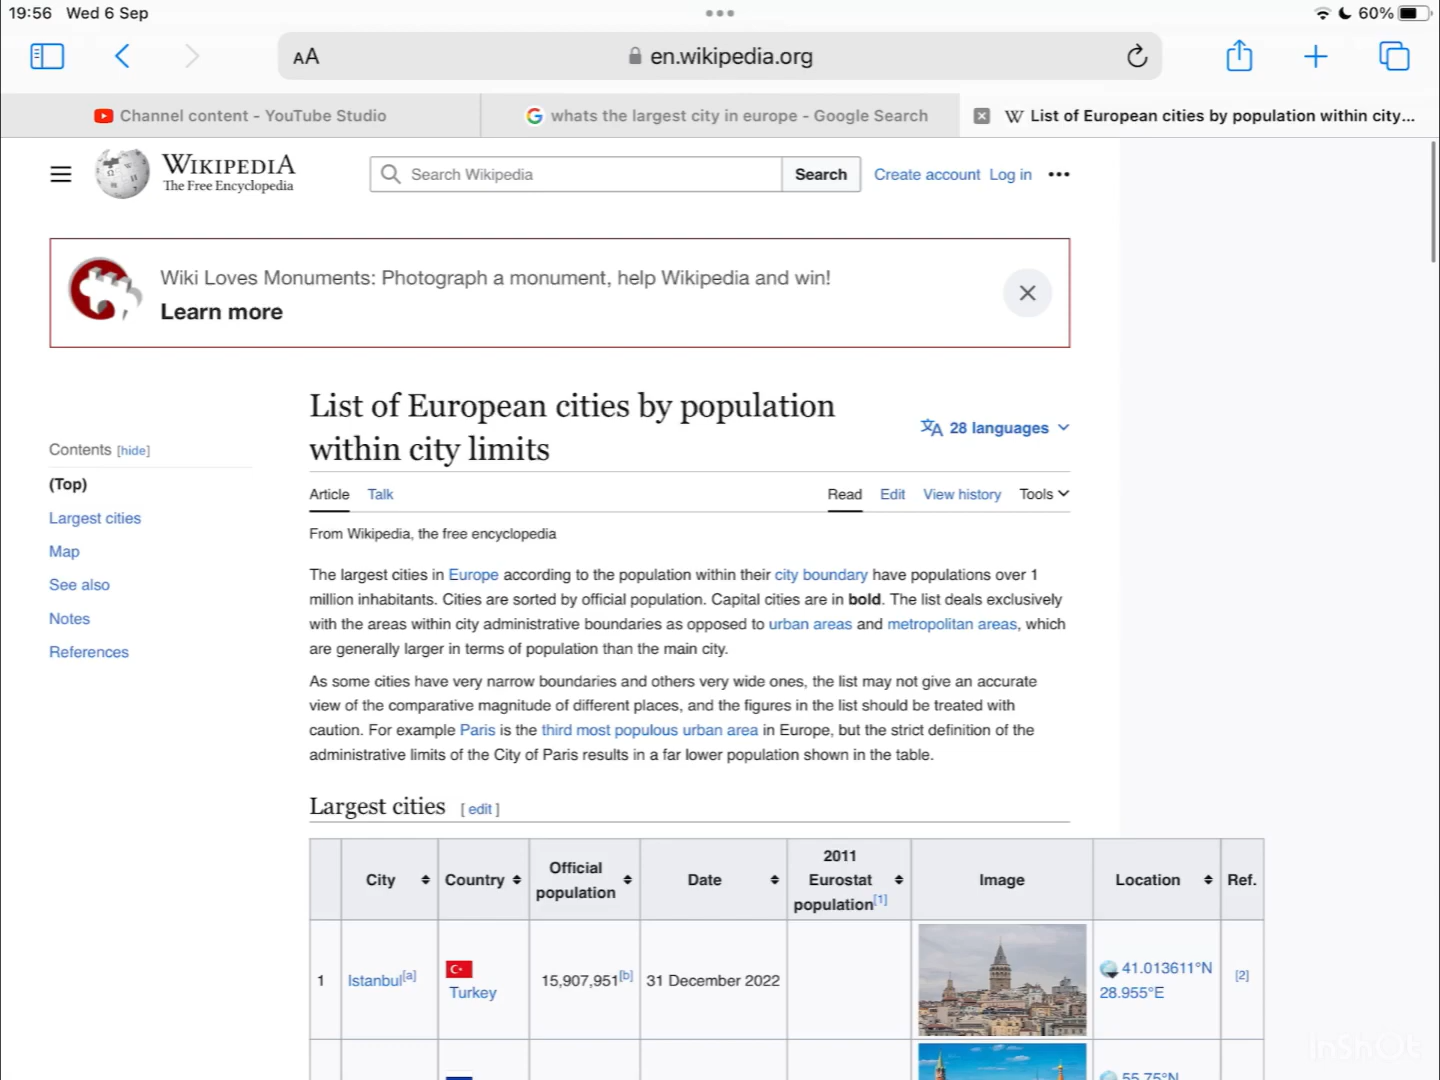 19:56 Wed 6 Sep
60%
AA
en.wikipedia.org
Channel content - YouTube Studio
whats the largest city in europe - Google Search
List of European cities by population within city...
WIKIPEDIA
The Free Encyclopedia
Search Wikipedia
Search
Create account Log in
Wiki Loves Monuments: Photograph a monument, help Wikipedia and win!
Learn more
Contents [hide]
(Top)
Largest cities
Map
See also
Notes
References
List of European cities by population
within city limits
28 languages
Article Talk
Read Edit View history Tools
From Wikipedia, the free encyclopedia
The largest cities in Europe according to the population within their city boundary have populations over 1
million inhabitants. Cities are sorted by official population. Capital cities are in bold. The list deals exclusively
with the areas within city administrative boundaries as opposed to urban areas and metropolitan areas, which
are generally larger in terms of population than the main city.
As some cities have very narrow boundaries and others very wide ones, the list may not give an accurate
view of the comparative magnitude of different places, and the figures in the list should be treated with
caution. For example Paris is the third most populous urban area in Europe, but the strict definition of the
administrative limits of the City of Paris results in a far lower population shown in the table.
Largest cities [ edit ]
City
Country
Official
population
Date
2011
Eurostat
population[1]
Image
Location
Ref.
1
Istanbul[a]
Turkey
15,907,951[b]
31 December 2022
41.013611°N
28.955°E
[2]
55.75°N
InShOt